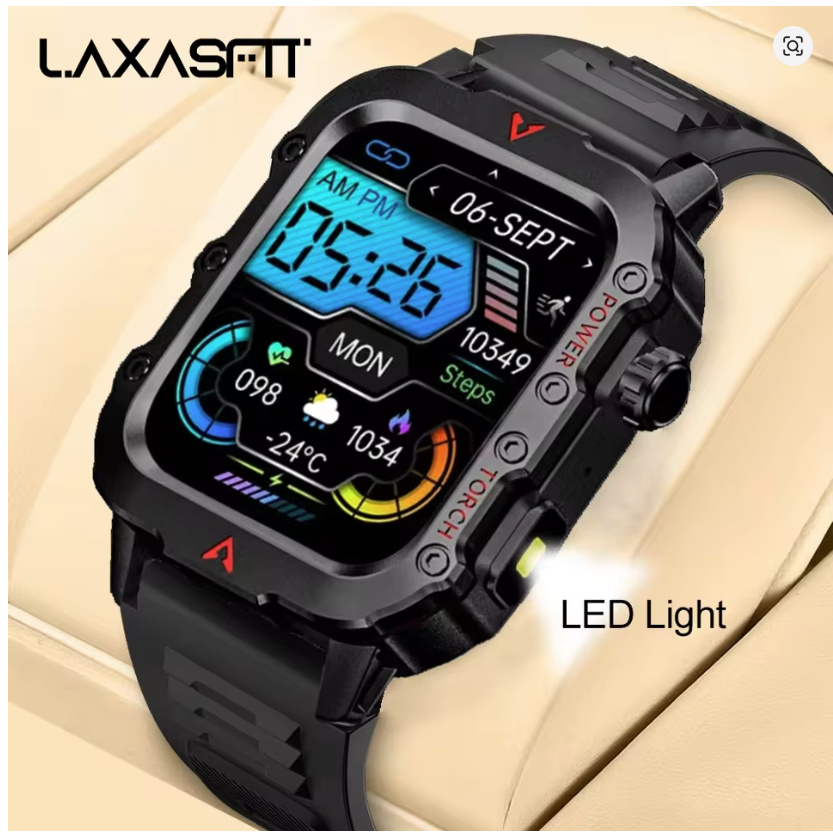 LAXASFIT
AM PM
‹ 06-SEPT ›
05:26
10349
Steps
MON
098
-24°C
1034
POWER
TORCH
LED Light